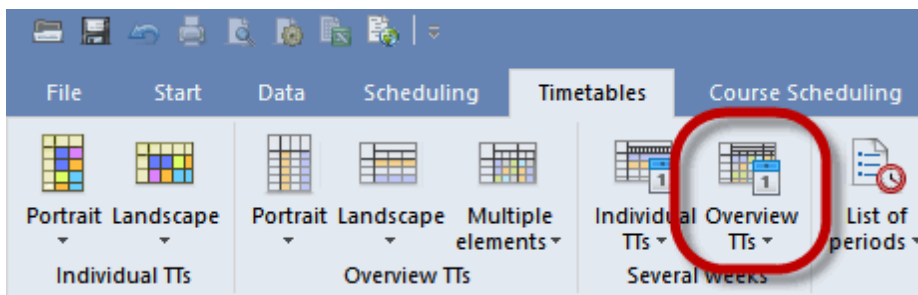 File Start Data Scheduling Timetables Course Scheduling
Portrait Landscape Portrait Landscape Multiple elements Individual TTs Overview TTs List of periods
Individual TTs Overview TTs Several weeks